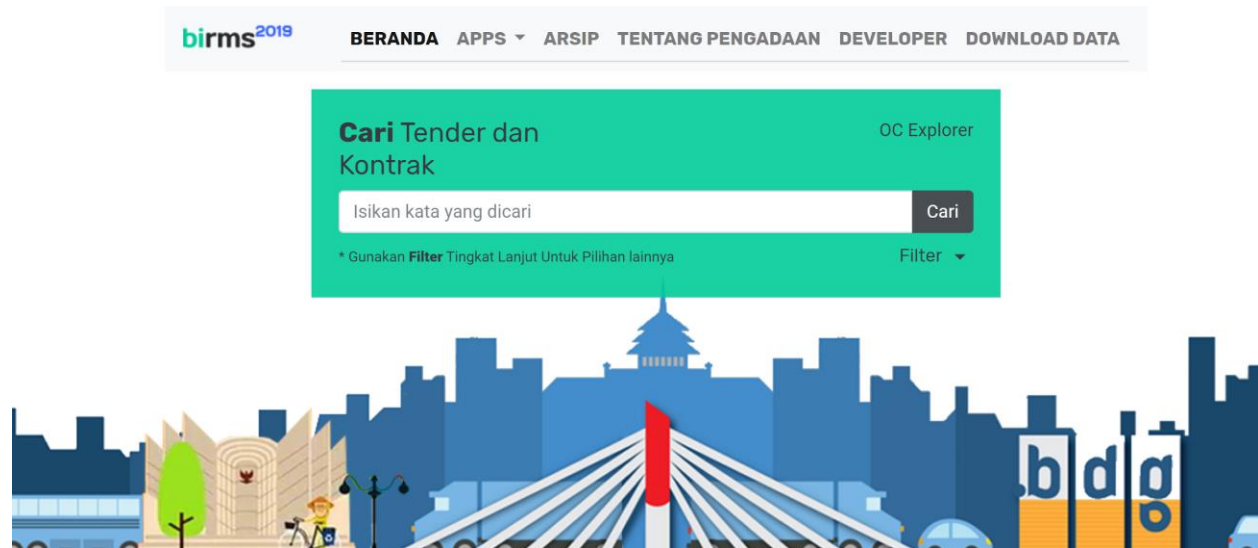 birms2019
BERANDA APPS ARSIP TENTANG PENGADAAN DEVELOPER DOWNLOAD DATA
Cari Tender dan
Kontrak
OC Explorer
Isikan kata yang dicari
Cari
* Gunakan Filter Tingkat Lanjut Untuk Pilihan lainnya
Filter
.bdg